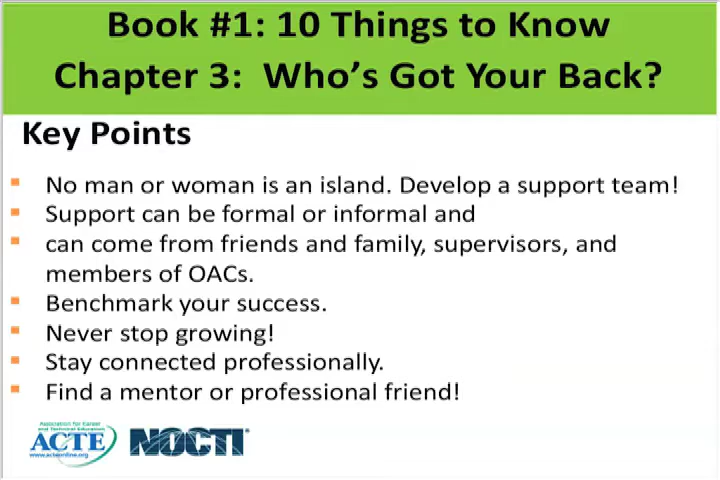 Book #1: 10 Things to Know
Chapter 3:  Who's Got Your Back?
Key Points
No man or woman is an island. Develop a support team!
Support can be formal or informal and
can come from friends and family, supervisors, and
members of OACs.
Benchmark your success.
Never stop growing!
Stay connected professionally.
Find a mentor or professional friend!
Association for Career
and Technical Education
ACTE
www.acteonline.org
NOCTI